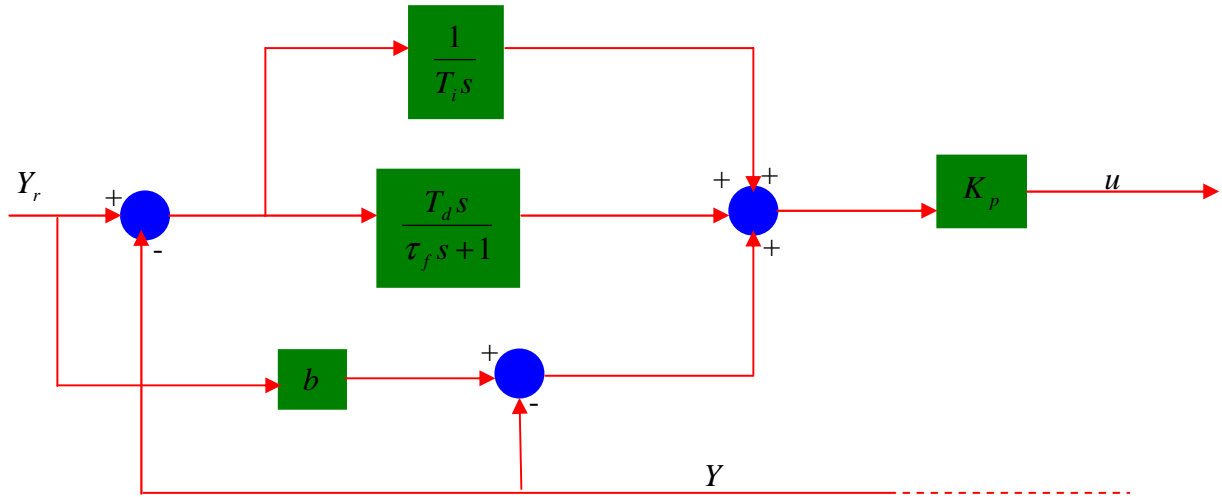 1
T_i s
Y_r
+
-
T_d s
τ_f s + 1
+ +
+
K_p
u
b
+
-
Y